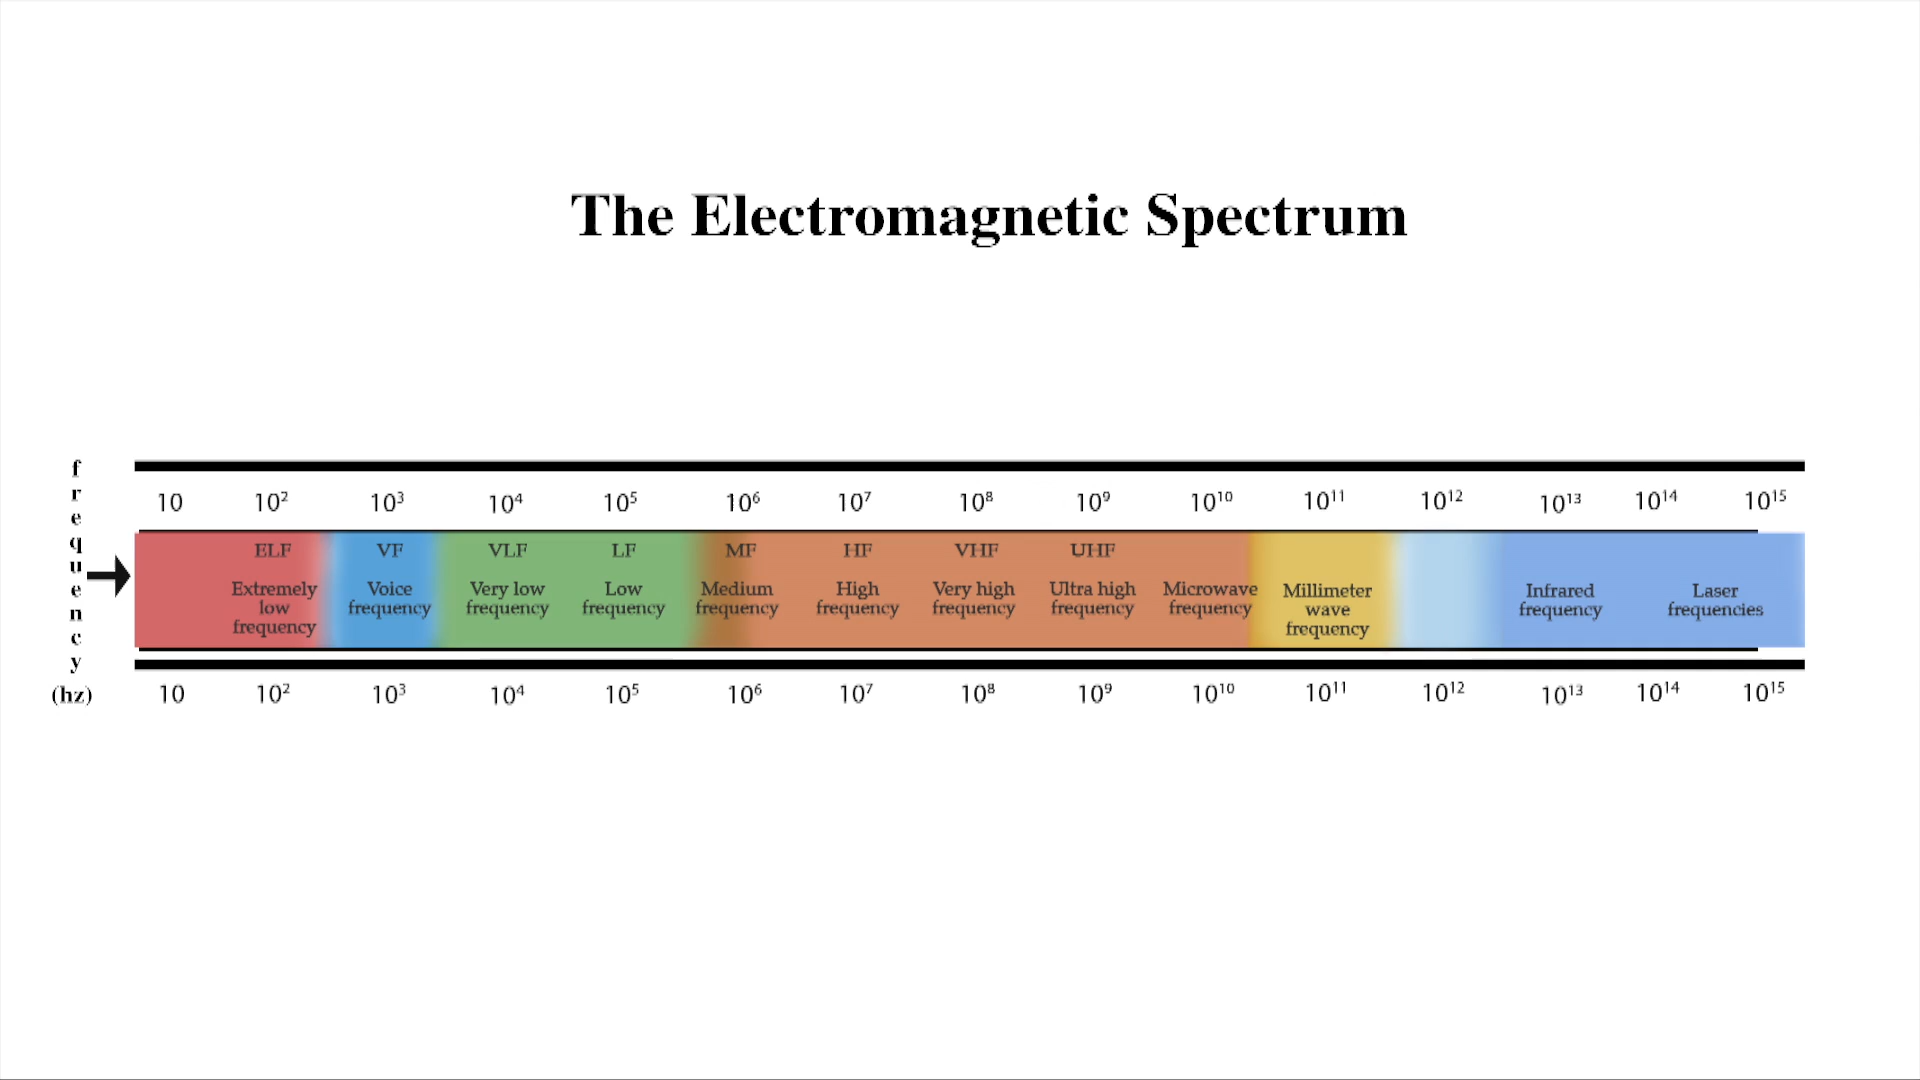 The Electromagnetic Spectrum
frequency
(hz)
10 10² 10³ 10⁴ 10⁵ 10⁶ 10⁷ 10⁸ 10⁹ 10¹⁰ 10¹¹ 10¹² 10¹³ 10¹⁴ 10¹⁵
ELF VF VLF LF MF HF VHF UHF
Extremely
low
frequency
Voice
frequency
Very low
frequency
Low
frequency
Medium
frequency
High
frequency
Very high
frequency
Ultra high
frequency
Microwave
frequency
Millimeter
wave
frequency
Infrared
frequency
Laser
frequencies
10 10² 10³ 10⁴ 10⁵ 10⁶ 10⁷ 10⁸ 10⁹ 10¹⁰ 10¹¹ 10¹² 10¹³ 10¹⁴ 10¹⁵